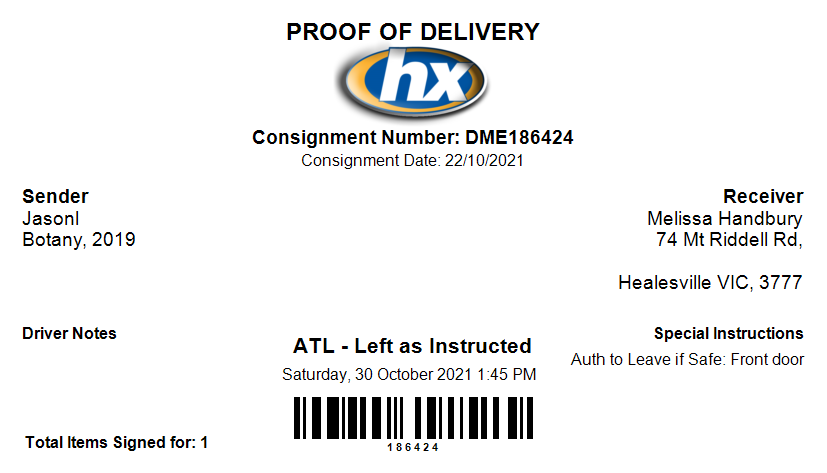 PROOF OF DELIVERY
hx
Consignment Number: DME186424
Consignment Date: 22/10/2021
Sender
JasonI
Botany, 2019
Receiver
Melissa Handbury
74 Mt Riddell Rd,
Healesville VIC, 3777
Driver Notes
ATL - Left as Instructed
Saturday, 30 October 2021 1:45 PM
Special Instructions
Auth to Leave if Safe: Front door
186424
Total Items Signed for: 1